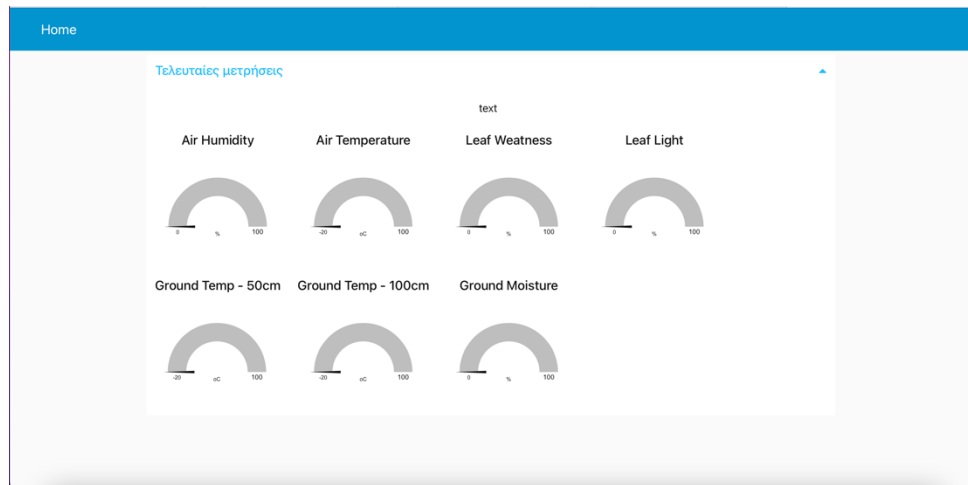 Home
Τελευταίες μετρήσεις
text
Air Humidity Air Temperature Leaf Weatness Leaf Light
0 % 100 -20 oC 100 0 % 100 0 % 100
Ground Temp - 50cm Ground Temp - 100cm Ground Moisture
-20 oC 100 -20 oC 100 0 % 100